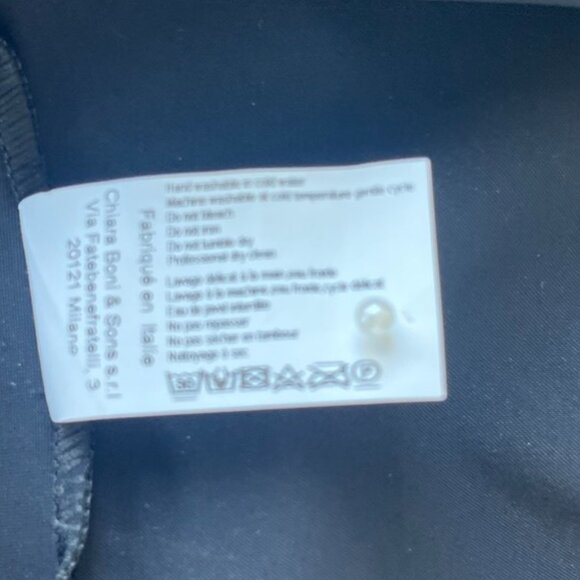 Hand washable in cold water
Machine washable at cold temperature gentle cycle
Do not bleach
Do not iron
Do not tumble dry
Professional dry clean
Lavage délicat à la main eau froide
Lavage à la machine eau froide, cycle délicat
Eau de javel interdite
Ne pas repasser
Ne pas sécher en tambour
Nettoyage à sec
Fabriqué en Italie
Chiara Boni & Sons s.r.l
Via Fatebenefratelli, 3
20121 Milano